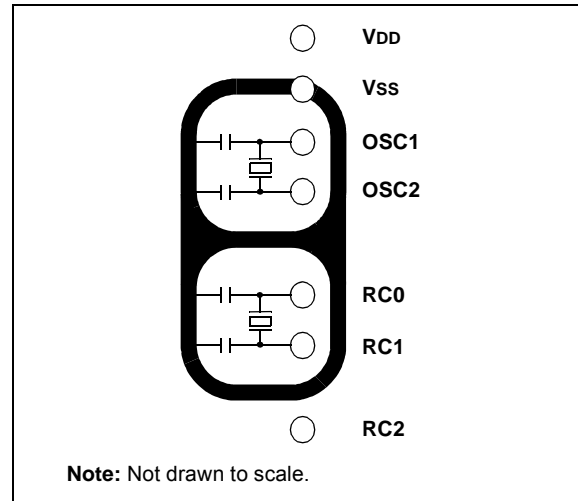 VDD
VSS
OSC1
OSC2
RC0
RC1
RC2
Note: Not drawn to scale.